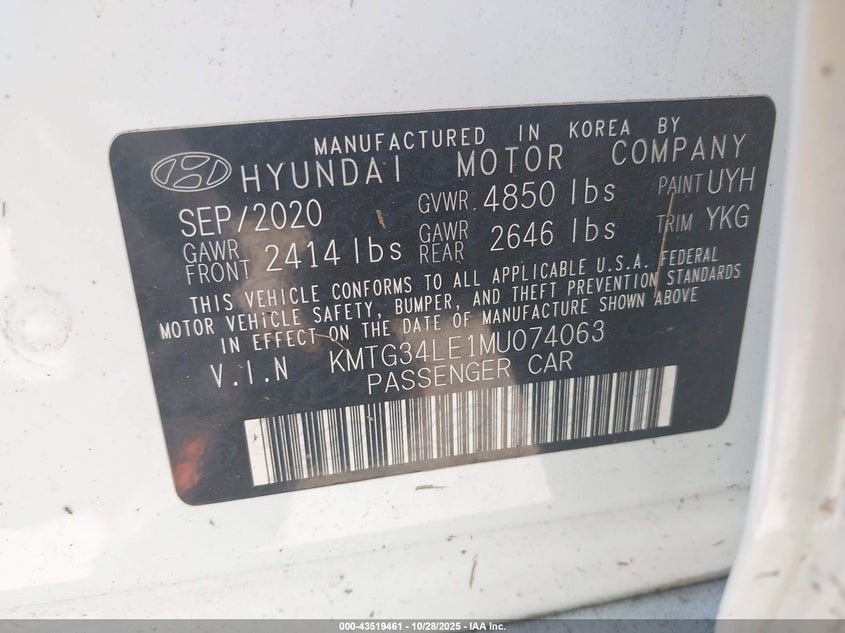 MANUFACTURED IN KOREA BY
HYUNDAI MOTOR COMPANY
SEP/2020 GVWR 4850 lbs PAINT UYH
GAWR FRONT 2414 lbs GAWR REAR 2646 lbs TRIM YKG
THIS VEHICLE CONFORMS TO ALL APPLICABLE U.S.A. FEDERAL
MOTOR VEHICLE SAFETY, BUMPER, AND THEFT PREVENTION STANDARDS
IN EFFECT ON THE DATE OF MANUFACTURE SHOWN ABOVE
V.I.N KMTG34LE1MU074063
PASSENGER CAR
000-43519461 | 10/28/2025 | IAA Inc.